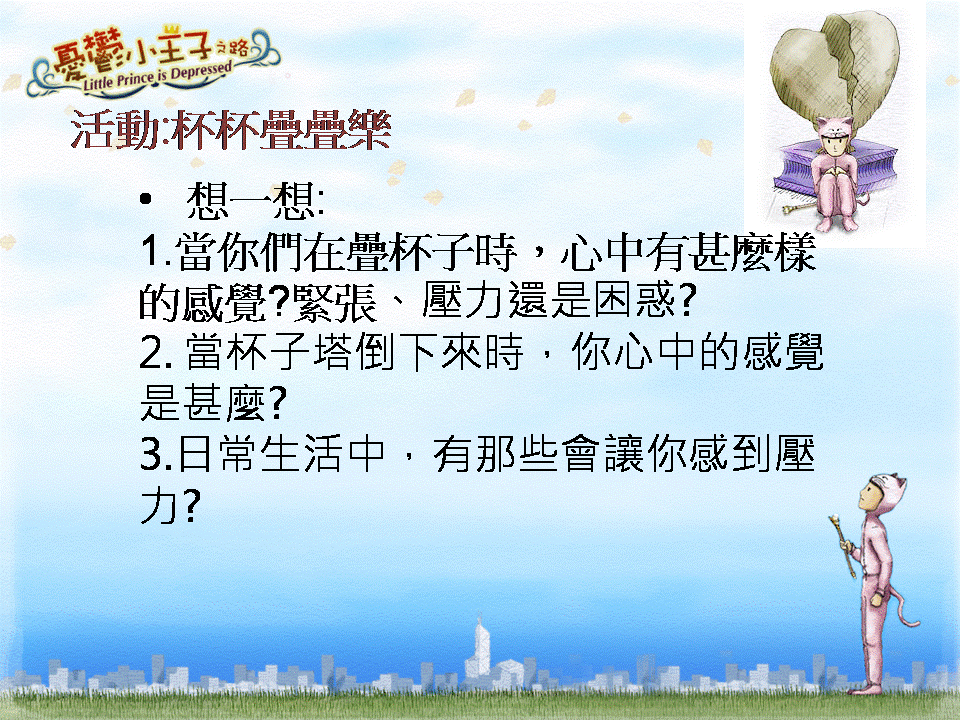 憂鬱小王子之路
Little Prince is Depressed
活動:杯杯疊疊樂
• 想一想:
1.當你們在疊杯子時，心中有甚麼樣
的感覺?緊張、壓力還是困惑?
2. 當杯子塔倒下來時，你心中的感覺
是甚麼?
3.日常生活中，有那些會讓你感到壓
力?